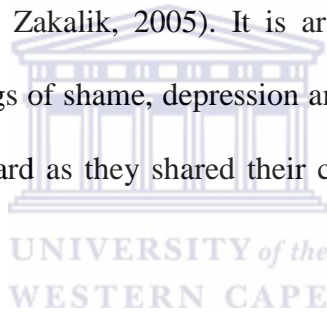 Zakalik, 2005). It is ar
gs of shame, depression ar
ard as they shared their c
UNIVERSITY of the
WESTERN CAPE